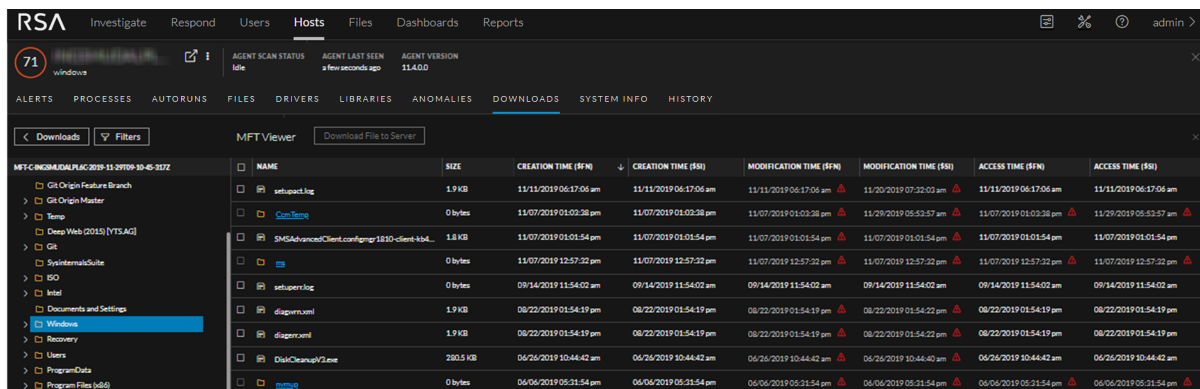 RSA Investigate Respond Users Hosts Files Dashboards Reports admin
71 windows
AGENT SCAN STATUS AGENT LAST SEEN AGENT VERSION
Idle a few seconds ago 11.4.0.0
ALERTS PROCESSES AUTORUNS FILES DRIVERS LIBRARIES ANOMALIES DOWNLOADS SYSTEM INFO HISTORY
Downloads Filters MFT Viewer Download File to Server
MFT-C-INGSMUDALPL6C-2019-11-29T09-10-45-317Z
NAME SIZE CREATION TIME ($FN) CREATION TIME ($SI) MODIFICATION TIME ($FN) MODIFICATION TIME ($SI) ACCESS TIME ($FN) ACCESS TIME ($SI)
Git Origin Feature Branch
Git Origin Master
Temp
Deep Web (2015) [YTS.AG]
Git
SysinternalsSuite
ISO
Intel
Documents and Settings
Windows
Recovery
Users
ProgramData
Program Files (x86)
setupact.log 1.9 KB 11/11/2019 06:17:06 am 11/11/2019 06:17:06 am 11/11/2019 06:17:06 am 11/20/2019 07:32:03 am 11/11/2019 06:17:06 am 11/11/2019 06:17:06 am
CcmTemp 0 bytes 11/07/2019 01:03:38 pm 11/07/2019 01:03:38 pm 11/07/2019 01:03:38 pm 11/29/2019 05:53:57 am 11/07/2019 01:03:38 pm 11/29/2019 05:53:57 am
SMSAdvancedClient.configmgr1810-client-kb4... 1.8 KB 11/07/2019 01:01:54 pm 11/07/2019 01:01:54 pm 11/07/2019 01:01:54 pm 11/07/2019 01:01:54 pm 11/07/2019 01:01:54 pm 11/07/2019 01:01:54 pm
ms 0 bytes 11/07/2019 12:57:32 pm 11/07/2019 12:57:32 pm 11/07/2019 12:57:32 pm 11/07/2019 12:57:32 pm 11/07/2019 12:57:32 pm 11/07/2019 12:57:32 pm
setuperr.log 0 bytes 09/14/2019 11:54:02 am 09/14/2019 11:54:02 am 09/14/2019 11:54:02 am 09/14/2019 11:54:02 am 09/14/2019 11:54:02 am 09/14/2019 11:54:02 am
diagwrn.xml 1.9 KB 08/22/2019 01:54:19 pm 08/22/2019 01:54:19 pm 08/22/2019 01:54:19 pm 08/22/2019 01:54:22 pm 08/22/2019 01:54:19 pm 08/22/2019 01:54:19 pm
diagerr.xml 1.9 KB 08/22/2019 01:54:19 pm 08/22/2019 01:54:19 pm 08/22/2019 01:54:19 pm 08/22/2019 01:54:22 pm 08/22/2019 01:54:19 pm 08/22/2019 01:54:19 pm
DiskCleanupV3.exe 280.5 KB 06/26/2019 10:44:42 am 06/26/2019 10:44:42 am 06/26/2019 10:44:42 am 06/26/2019 10:44:40 am 06/26/2019 10:44:42 am 06/26/2019 10:44:42 am
0 bytes 06/06/2019 05:31:54 pm 06/06/2019 05:31:54 pm 06/06/2019 05:31:54 pm 06/06/2019 05:31:54 pm 06/06/2019 05:31:54 pm 06/06/2019 05:31:54 pm